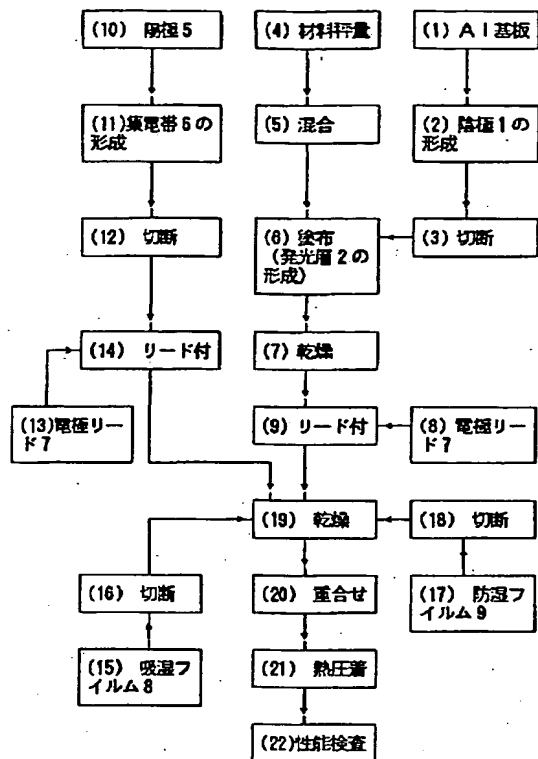 (10) 陽極5
(4) 材料秤量
(1) Al基板
(11)集電帯6の
形成
(5) 混合
(2) 陰極1の
形成
(12) 切断
(6) 塗布
(発光層2の
形成)
(3) 切断
(14) リード付
(7) 乾燥
(13)電極リー
ド7
(9) リード付
(8) 電極リー
ド7
(19) 乾燥
(18) 切断
(16) 切断
(20) 重合せ
(17) 防湿フ
イルム9
(15) 吸湿フ
イルム8
(21) 熱圧着
(22)性能検査